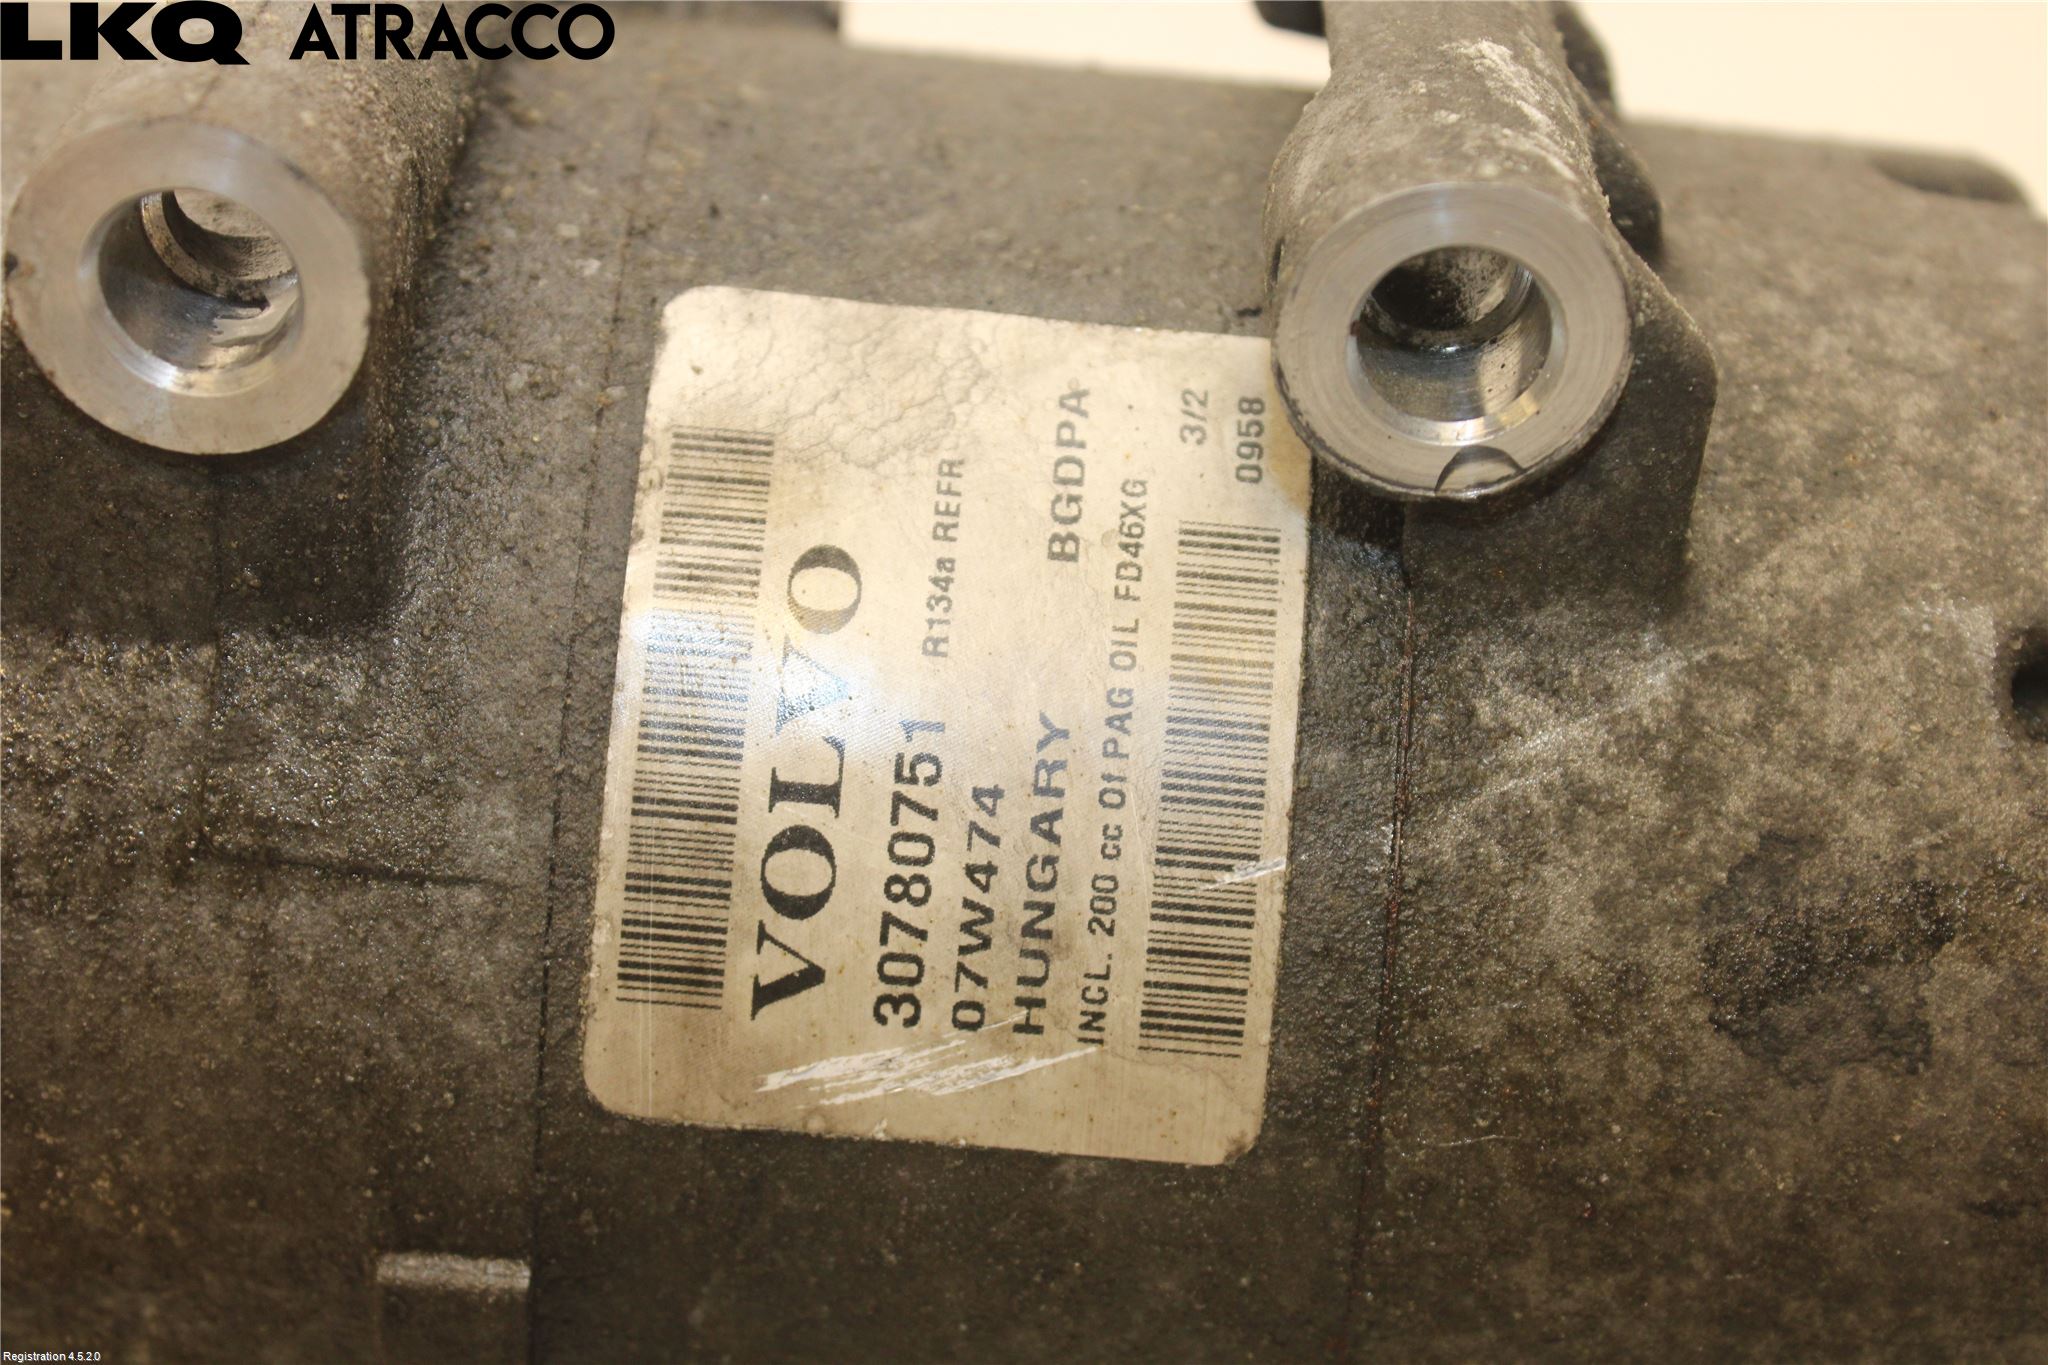 LKQ ATRACCO
VOLVO
30780751 R134a REFR
07W474
HUNGARY BGDPA
INCL. 200 cc Of PAG OIL FD46XG
3/2
0958
Registration 4.5.2.0